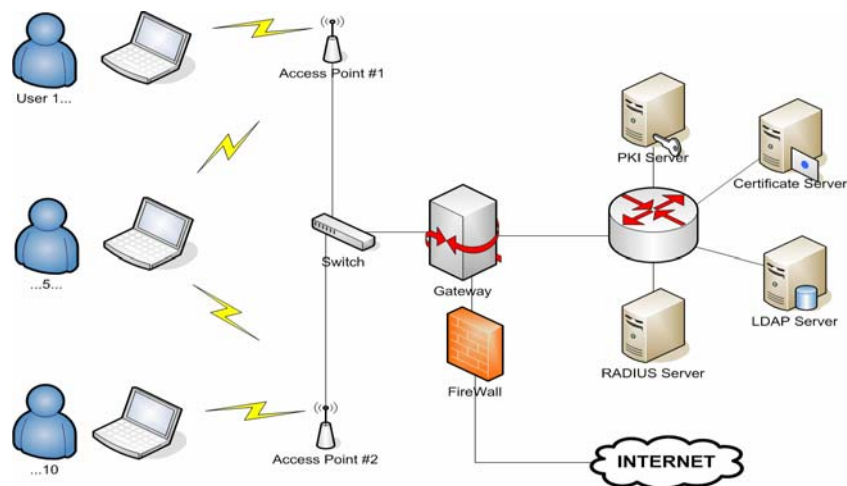 User 1...
Access Point #1
PKI Server
Certificate Server
...5...
Switch
Gateway
LDAP Server
RADIUS Server
FireWall
...10
Access Point #2
INTERNET